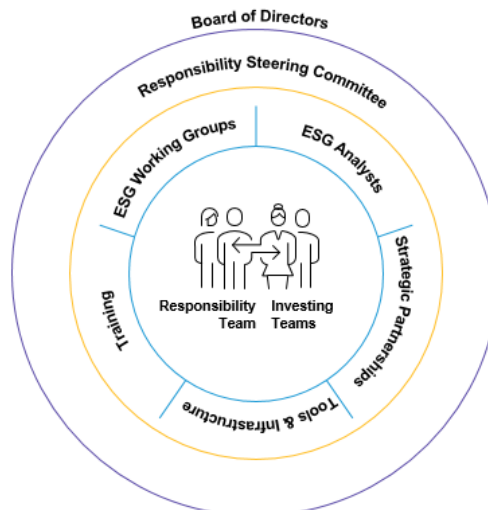 Board of Directors
Responsibility Steering Committee
ESG Working Groups
ESG Analysts
Strategic Partnerships
Tools & Infrastructure
Training
Responsibility
Team
Investing
Teams